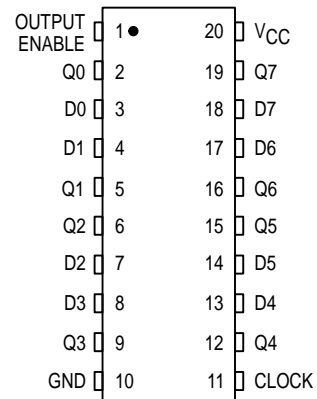 OUTPUT ENABLE 1 20 VCC
Q0 2 19 Q7
D0 3 18 D7
D1 4 17 D6
Q1 5 16 Q6
Q2 6 15 Q5
D2 7 14 D5
D3 8 13 D4
Q3 9 12 Q4
GND 10 11 CLOCK